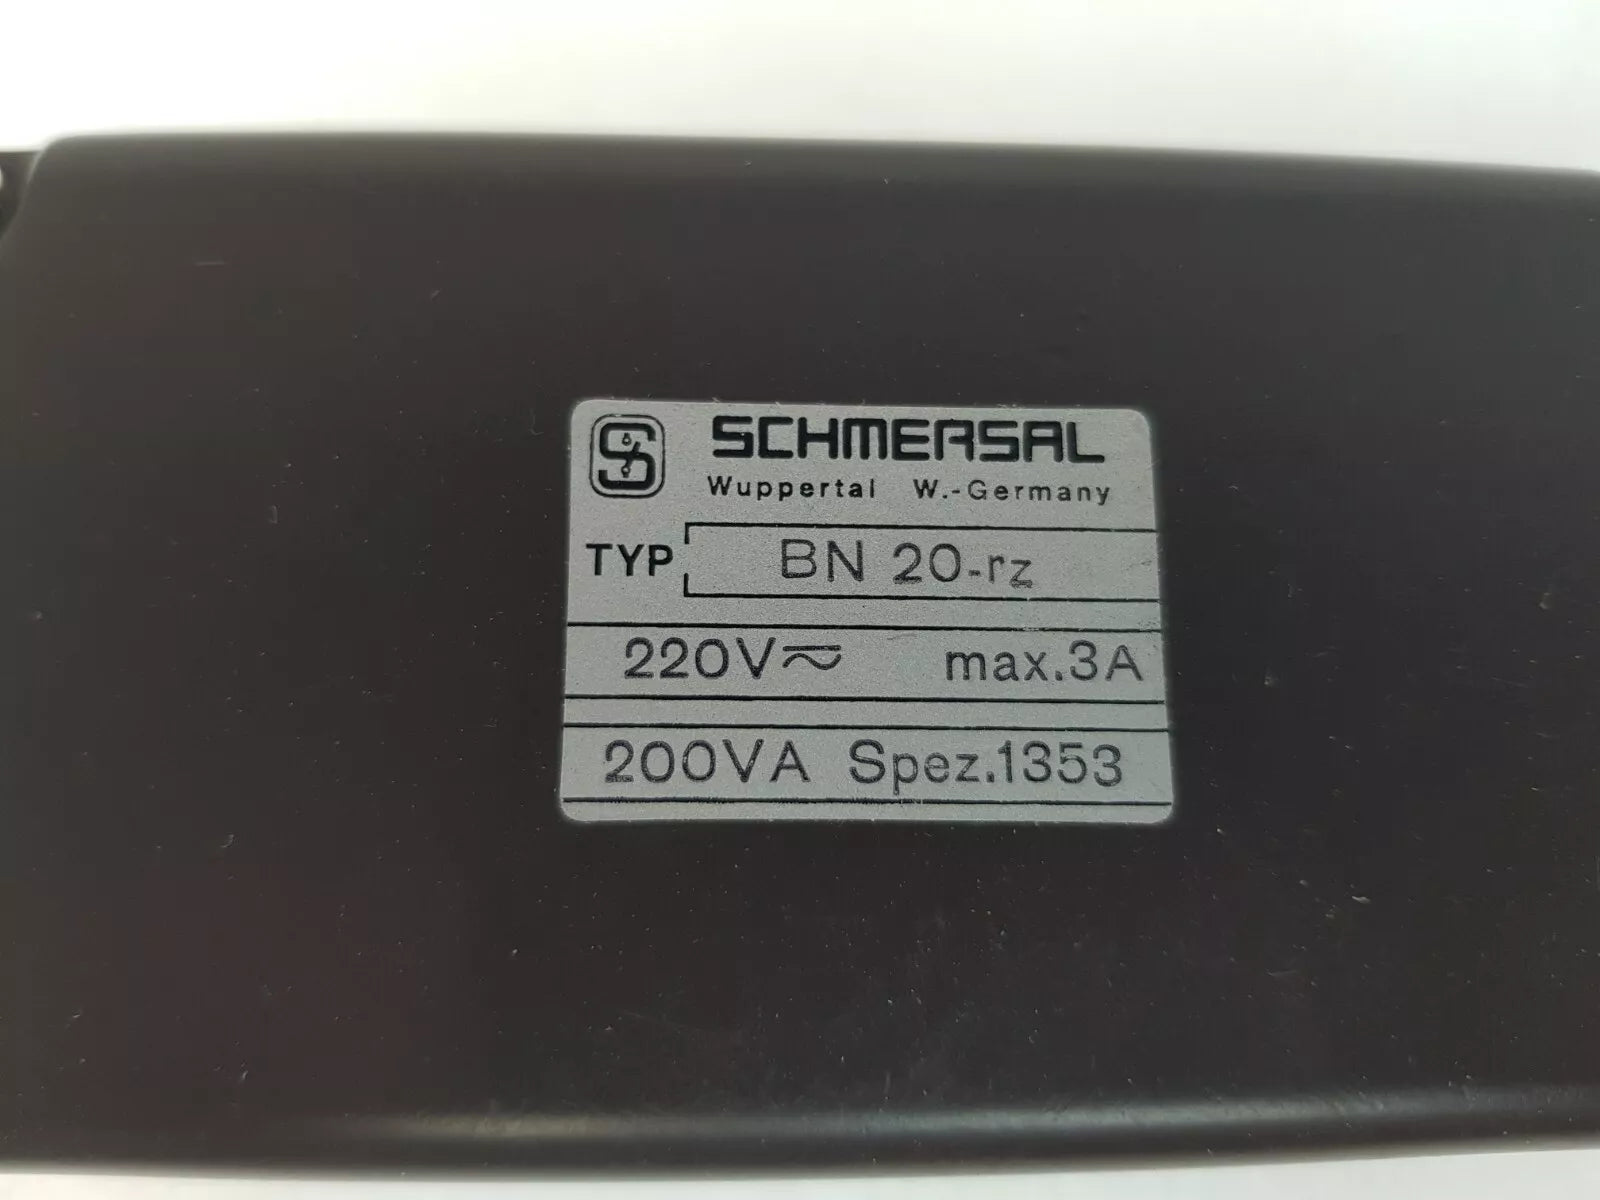 SCHMERSAL
Wuppertal W.-Germany
TYP BN 20-rz
220V⎓∼ max.3A
200VA Spez.1353